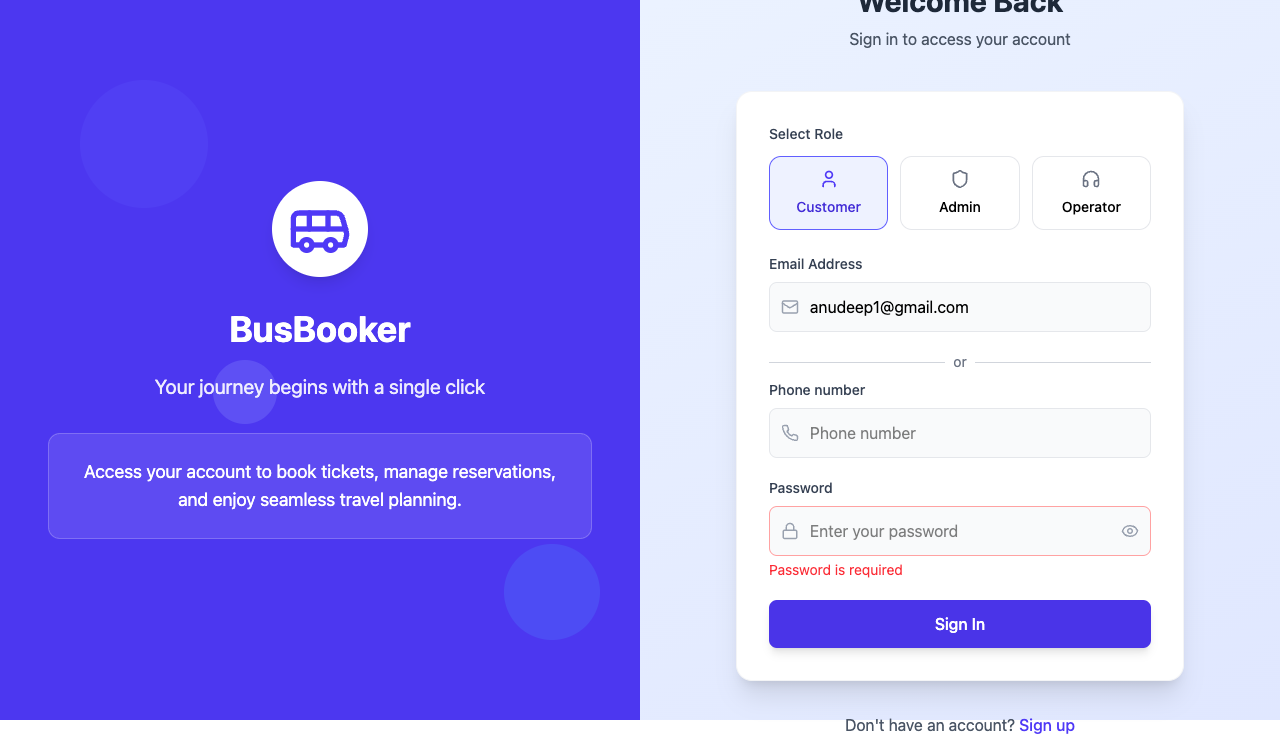 BusBooker
Your journey begins with a single click
Access your account to book tickets, manage reservations,
and enjoy seamless travel planning.
Welcome Back
Sign in to access your account
Select Role
Customer
Admin
Operator
Email Address
anudeep1@gmail.com
or
Phone number
Phone number
Password
Enter your password
Password is required
Sign In
Don't have an account? Sign up